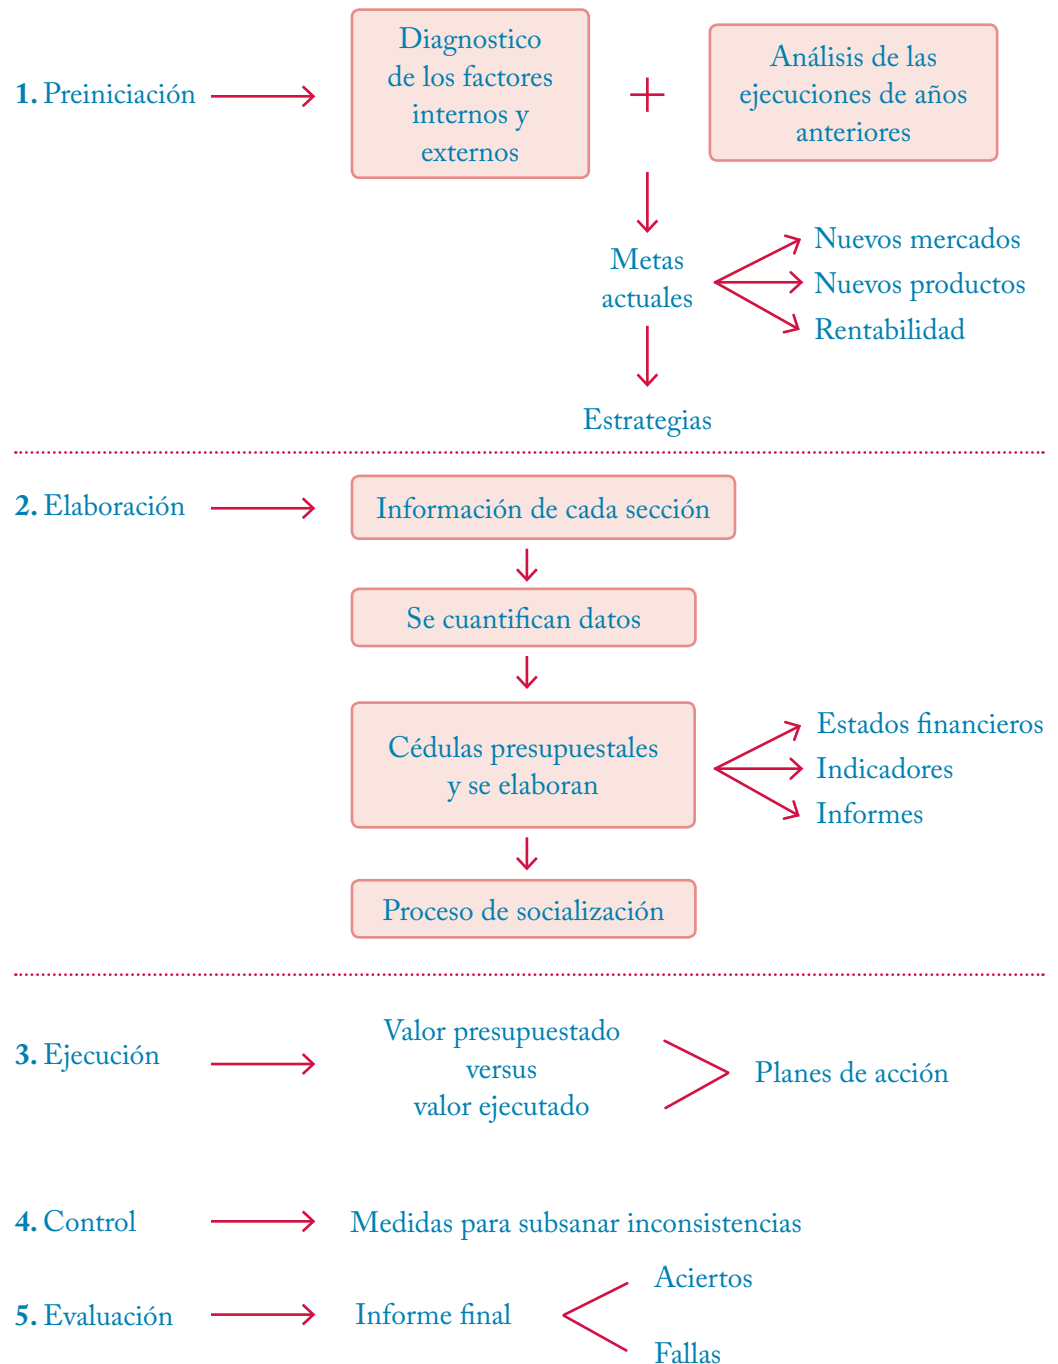 1. Preiniciación
Diagnostico
de los factores
internos y
externos
+
Análisis de las
ejecuciones de años
anteriores
Metas
actuales
Nuevos mercados
Nuevos productos
Rentabilidad
Estrategias
2. Elaboración
Información de cada sección
Se cuantifican datos
Cédulas presupuestales
y se elaboran
Estados financieros
Indicadores
Informes
Proceso de socialización
3. Ejecución
Valor presupuestado
versus
valor ejecutado
Planes de acción
4. Control
Medidas para subsanar inconsistencias
5. Evaluación
Informe final
Aciertos
Fallas